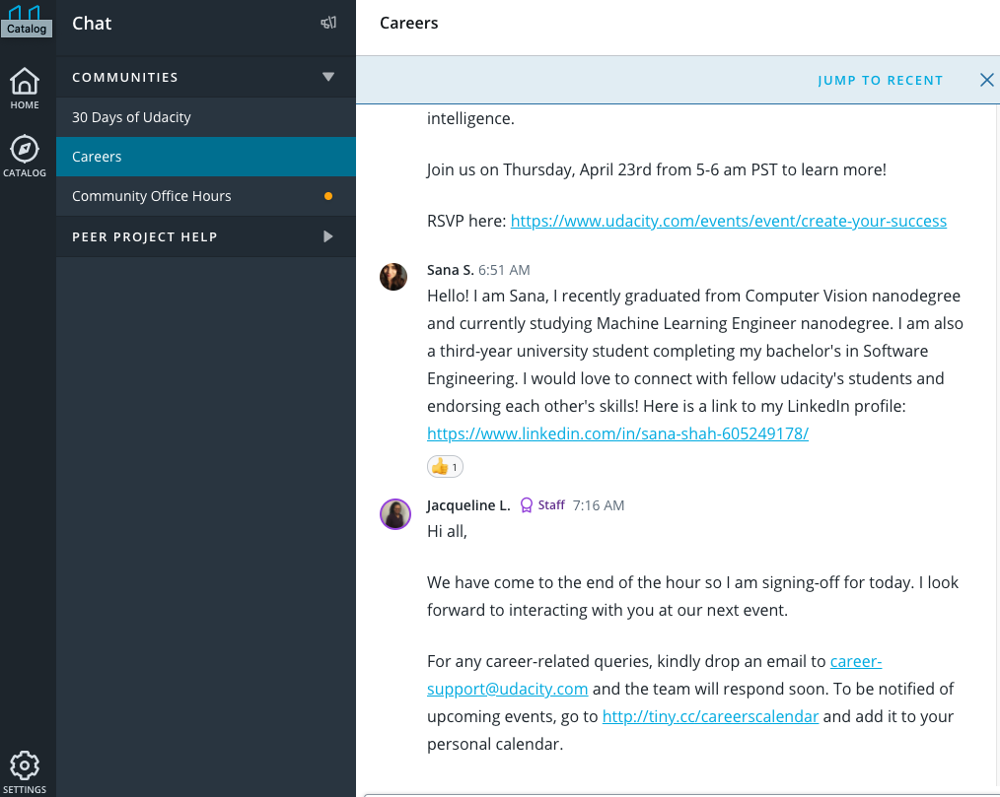 Catalog
HOME
CATALOG
SETTINGS
Chat
COMMUNITIES
30 Days of Udacity
Careers
Community Office Hours
PEER PROJECT HELP
Careers
JUMP TO RECENT
intelligence.
Join us on Thursday, April 23rd from 5-6 am PST to learn more!
RSVP here: https://www.udacity.com/events/event/create-your-success
Sana S. 6:51 AM
Hello! I am Sana, I recently graduated from Computer Vision nanodegree
and currently studying Machine Learning Engineer nanodegree. I am also
a third-year university student completing my bachelor's in Software
Engineering. I would love to connect with fellow udacity's students and
endorsing each other's skills! Here is a link to my LinkedIn profile:
https://www.linkedin.com/in/sana-shah-605249178/
👍 1
Jacqueline L. Staff 7:16 AM
Hi all,
We have come to the end of the hour so I am signing-off for today. I look
forward to interacting with you at our next event.
For any career-related queries, kindly drop an email to career-
support@udacity.com and the team will respond soon. To be notified of
upcoming events, go to http://tiny.cc/careerscalendar and add it to your
personal calendar.